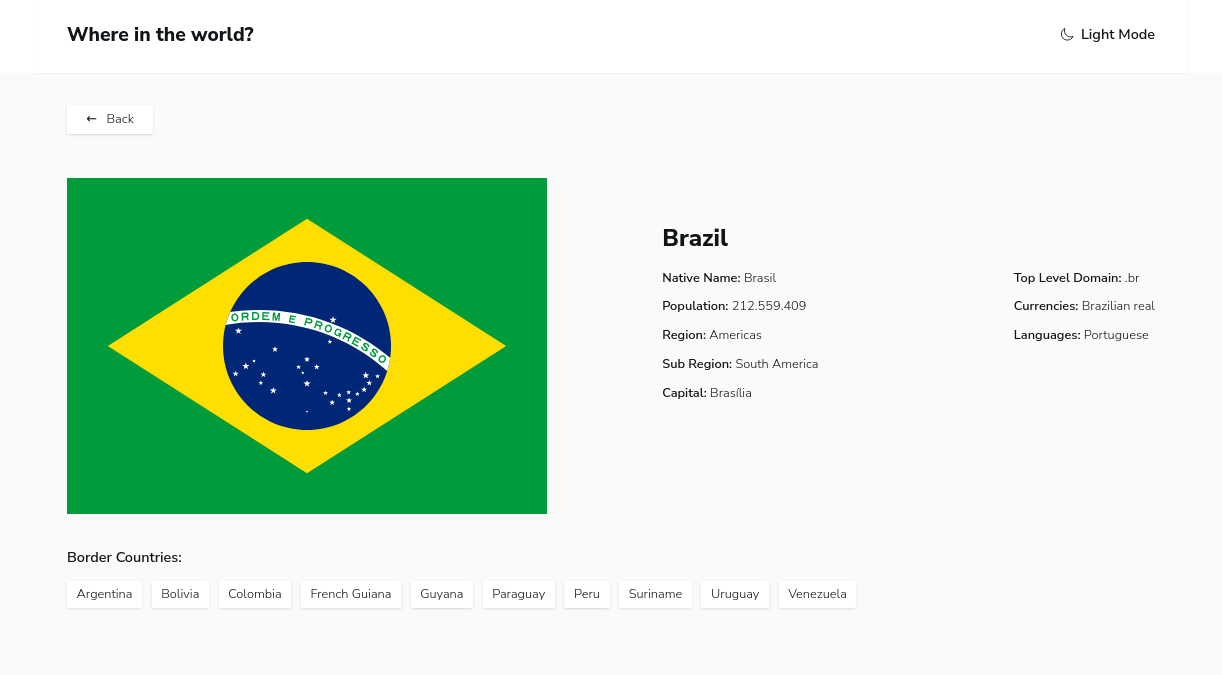 Where in the world?
Light Mode
← Back
ORDEM E PROGRESSO
Brazil
Native Name: Brasil
Population: 212.559.409
Region: Americas
Sub Region: South America
Capital: Brasília
Top Level Domain: .br
Currencies: Brazilian real
Languages: Portuguese
Border Countries:
Argentina Bolivia Colombia French Guiana Guyana Paraguay Peru Suriname Uruguay Venezuela